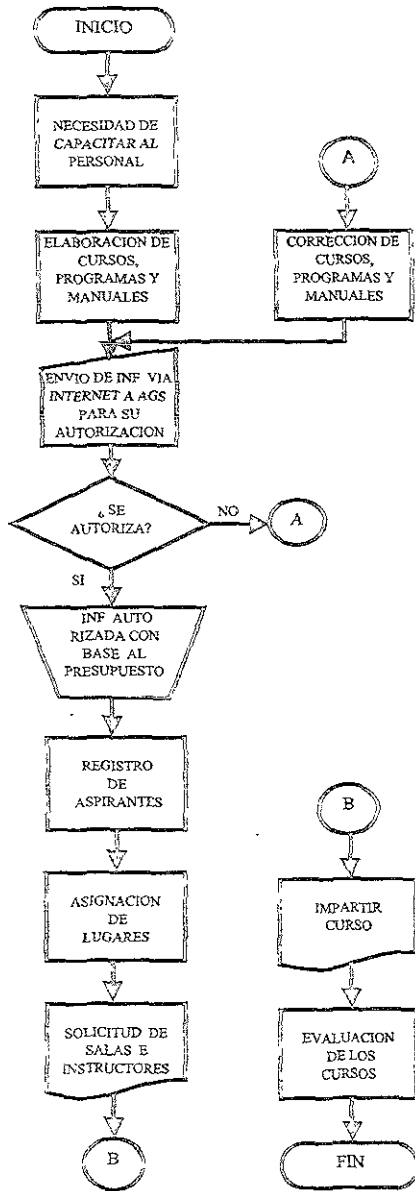 INICIO
NECESIDAD DE
CAPACITAR AL
PERSONAL
ELABORACION DE
CURSOS,
PROGRAMAS Y
MANUALES
A
CORRECCION DE
CURSOS,
PROGRAMAS Y
MANUALES
ENVIO DE INF VIA
INTERNET A AGS
PARA SU
AUTORIZACION
¿ SE
AUTORIZA?
NO
A
SI
INF AUTO
RIZADA CON
BASE AL
PRESUPUESTO
REGISTRO
DE
ASPIRANTES
ASIGNACION
DE
LUGARES
SOLICITUD DE
SALAS E
INSTRUCTORES
B
B
IMPARTIR
CURSO
EVALUACION
DE LOS
CURSOS
FIN